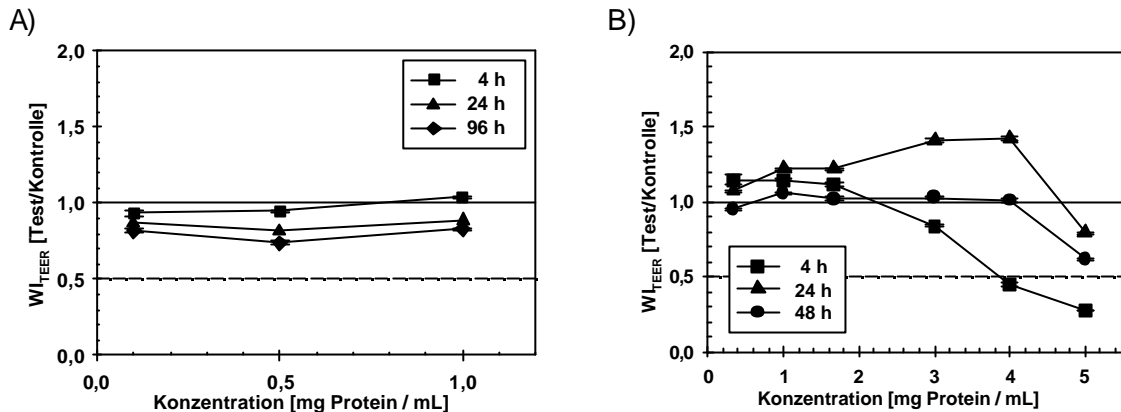 A)
2,0
1,5
1,0
0,5
0,0
WI_TEER [Test/Kontrolle]
4 h
24 h
96 h
0,0
0,5
1,0
Konzentration [mg Protein / mL]
B)
2,0
1,5
1,0
0,5
0,0
WI_TEER [Test/Kontrolle]
4 h
24 h
48 h
0
1
2
3
4
5
Konzentration [mg Protein / mL]